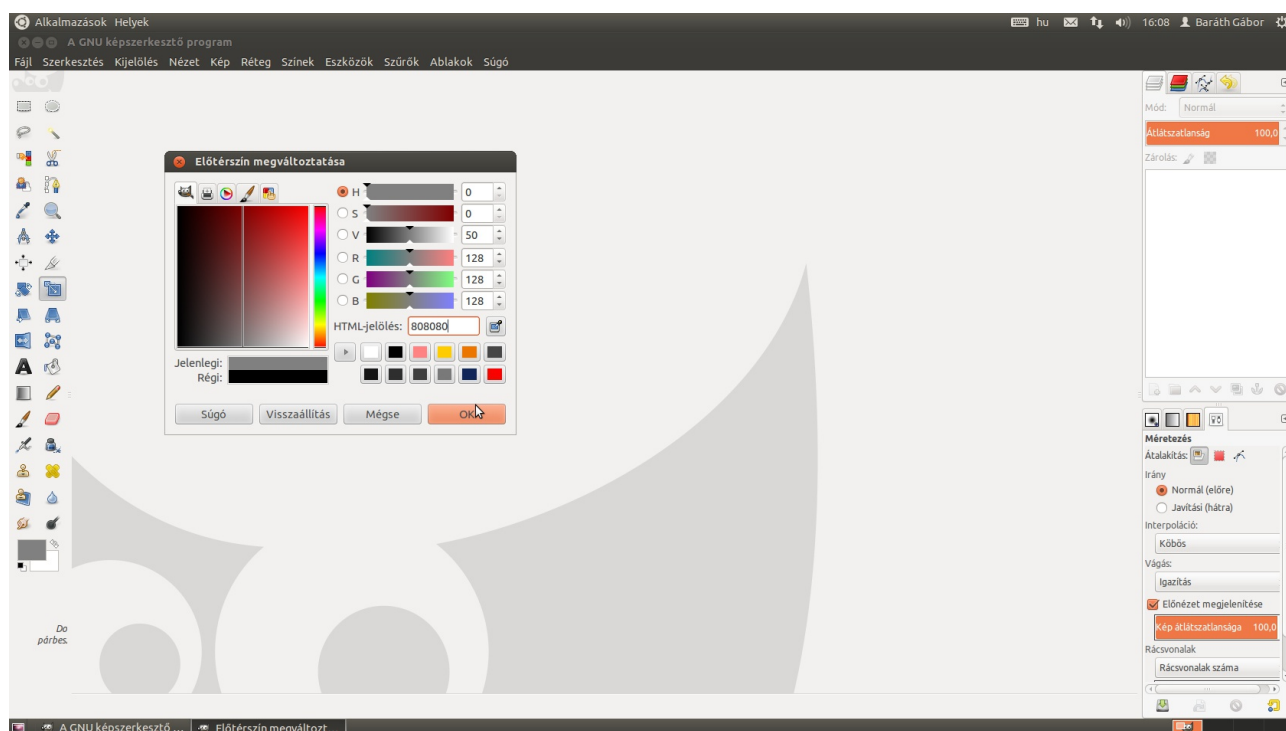 Alkalmazások Helyek
hu 16:08 Baráth Gábor
A GNU képszerkesztő program
Fájl Szerkesztés Kijelölés Nézet Kép Réteg Színek Eszközök Szűrők Ablakok Súgó
Mód: Normál
Átlátszatlanság 100,0
Zárolás:
Előtérszín megváltoztatása
H 0
S 0
V 50
R 128
G 128
B 128
HTML-jelölés: 808080
Jelenlegi:
Régi:
Súgó Visszaállítás Mégse OK
Méretezés
Átalakítás:
Irány
Normál (előre)
Javítási (hátra)
Interpoláció:
Köbös
Vágás:
Igazítás
Előnézet megjelenítése
Kép átlátszatlansága 100,0
Rácsvonalak
Rácsvonalak száma
Do
párbes
A GNU képszerkesztő ... Előtérszín megváltozt...